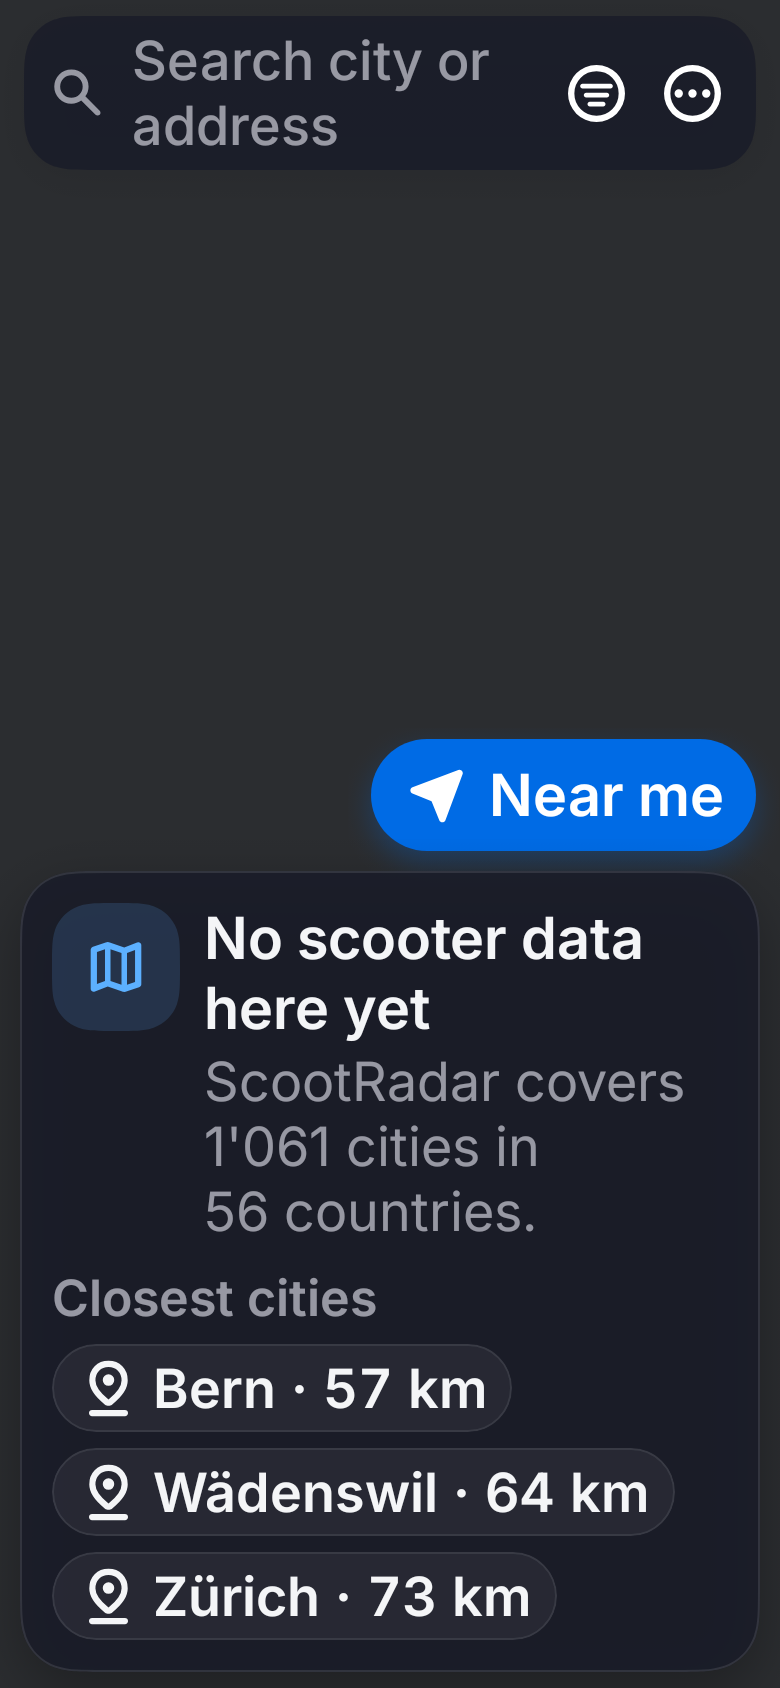 Search city or
address
Near me
No scooter data
here yet
ScootRadar covers
1'061 cities in
56 countries.
Closest cities
Bern · 57 km
Wädenswil · 64 km
Zürich · 73 km